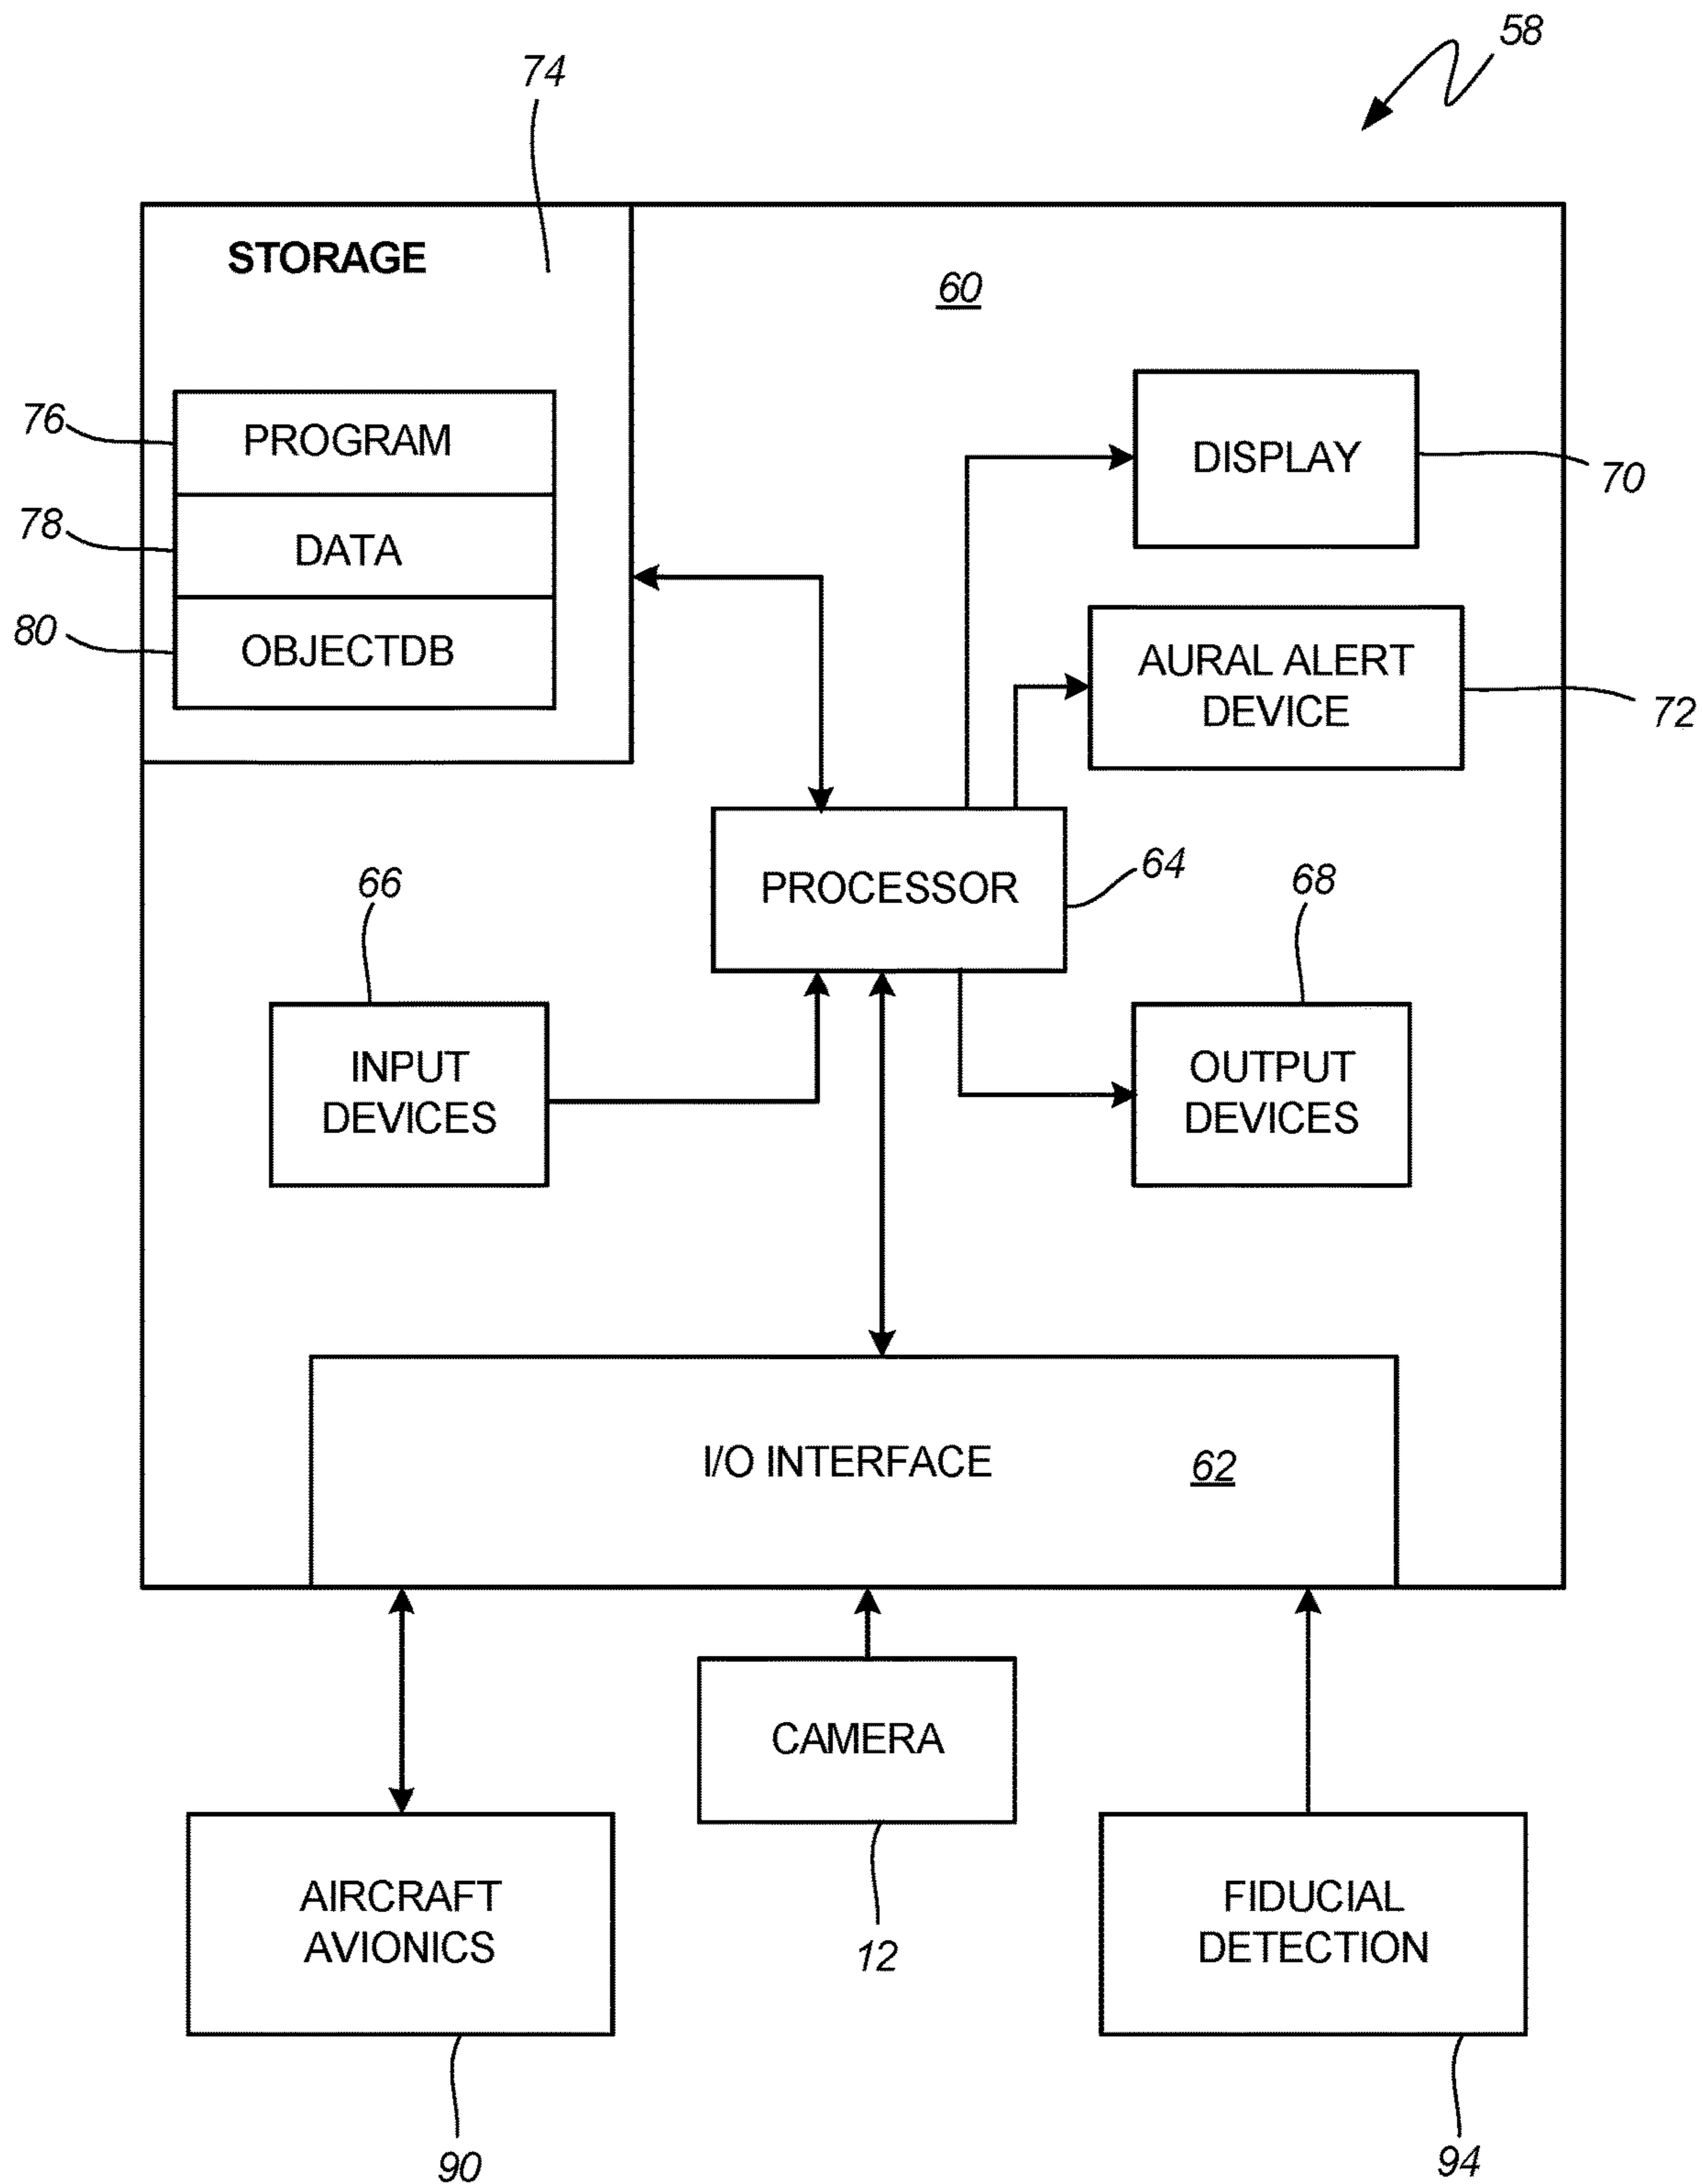 58
74
STORAGE
60
76
PROGRAM
DISPLAY
70
78
DATA
80
OBJECTDB
AURAL ALERT
DEVICE
72
66
PROCESSOR
64
68
INPUT
DEVICES
OUTPUT
DEVICES
I/O INTERFACE
62
CAMERA
AIRCRAFT
AVIONICS
12
FIDUCIAL
DETECTION
90
94